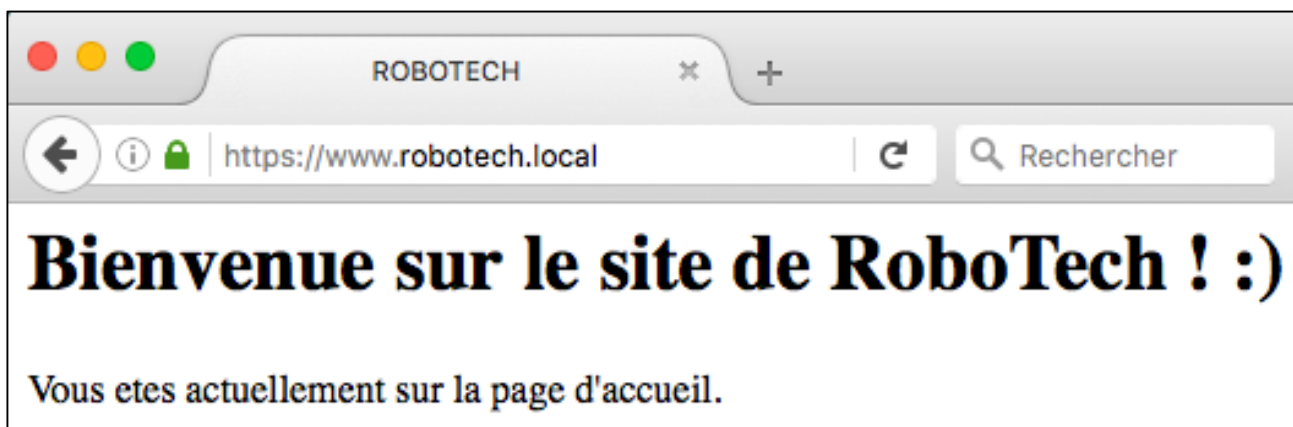 ROBOTECH
https://www.robotech.local
Rechercher
Bienvenue sur le site de RoboTech ! :)
Vous etes actuellement sur la page d'accueil.